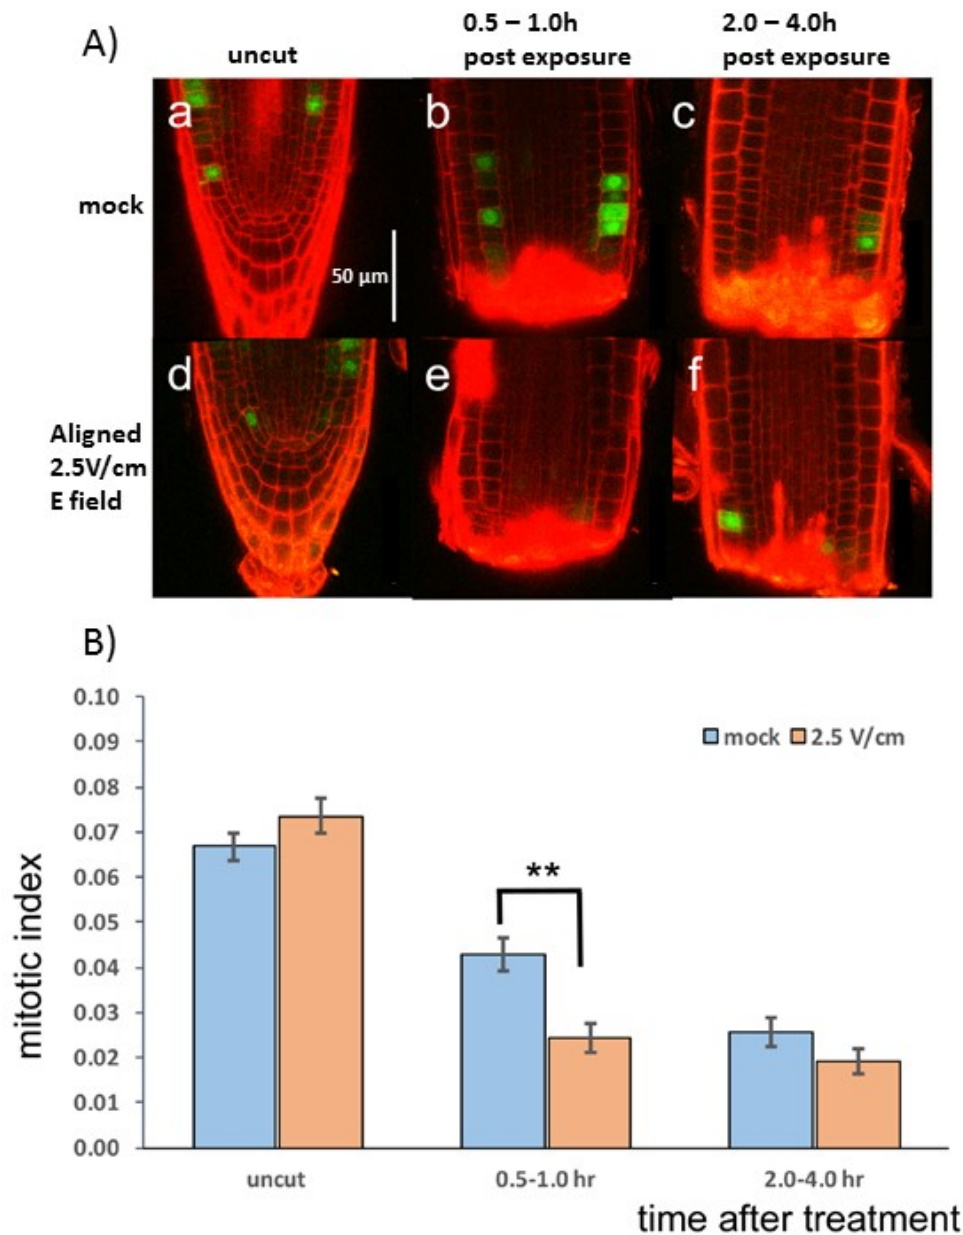 A)
uncut
0.5 – 1.0h
post exposure
2.0 – 4.0h
post exposure
mock
a
b
c
50 µm
Aligned
2.5V/cm
E field
d
e
f
B)
mitotic index
0.10
0.09
0.08
0.07
0.06
0.05
0.04
0.03
0.02
0.01
0.00
mock 2.5 V/cm
**
uncut 0.5-1.0 hr 2.0-4.0 hr
time after treatment